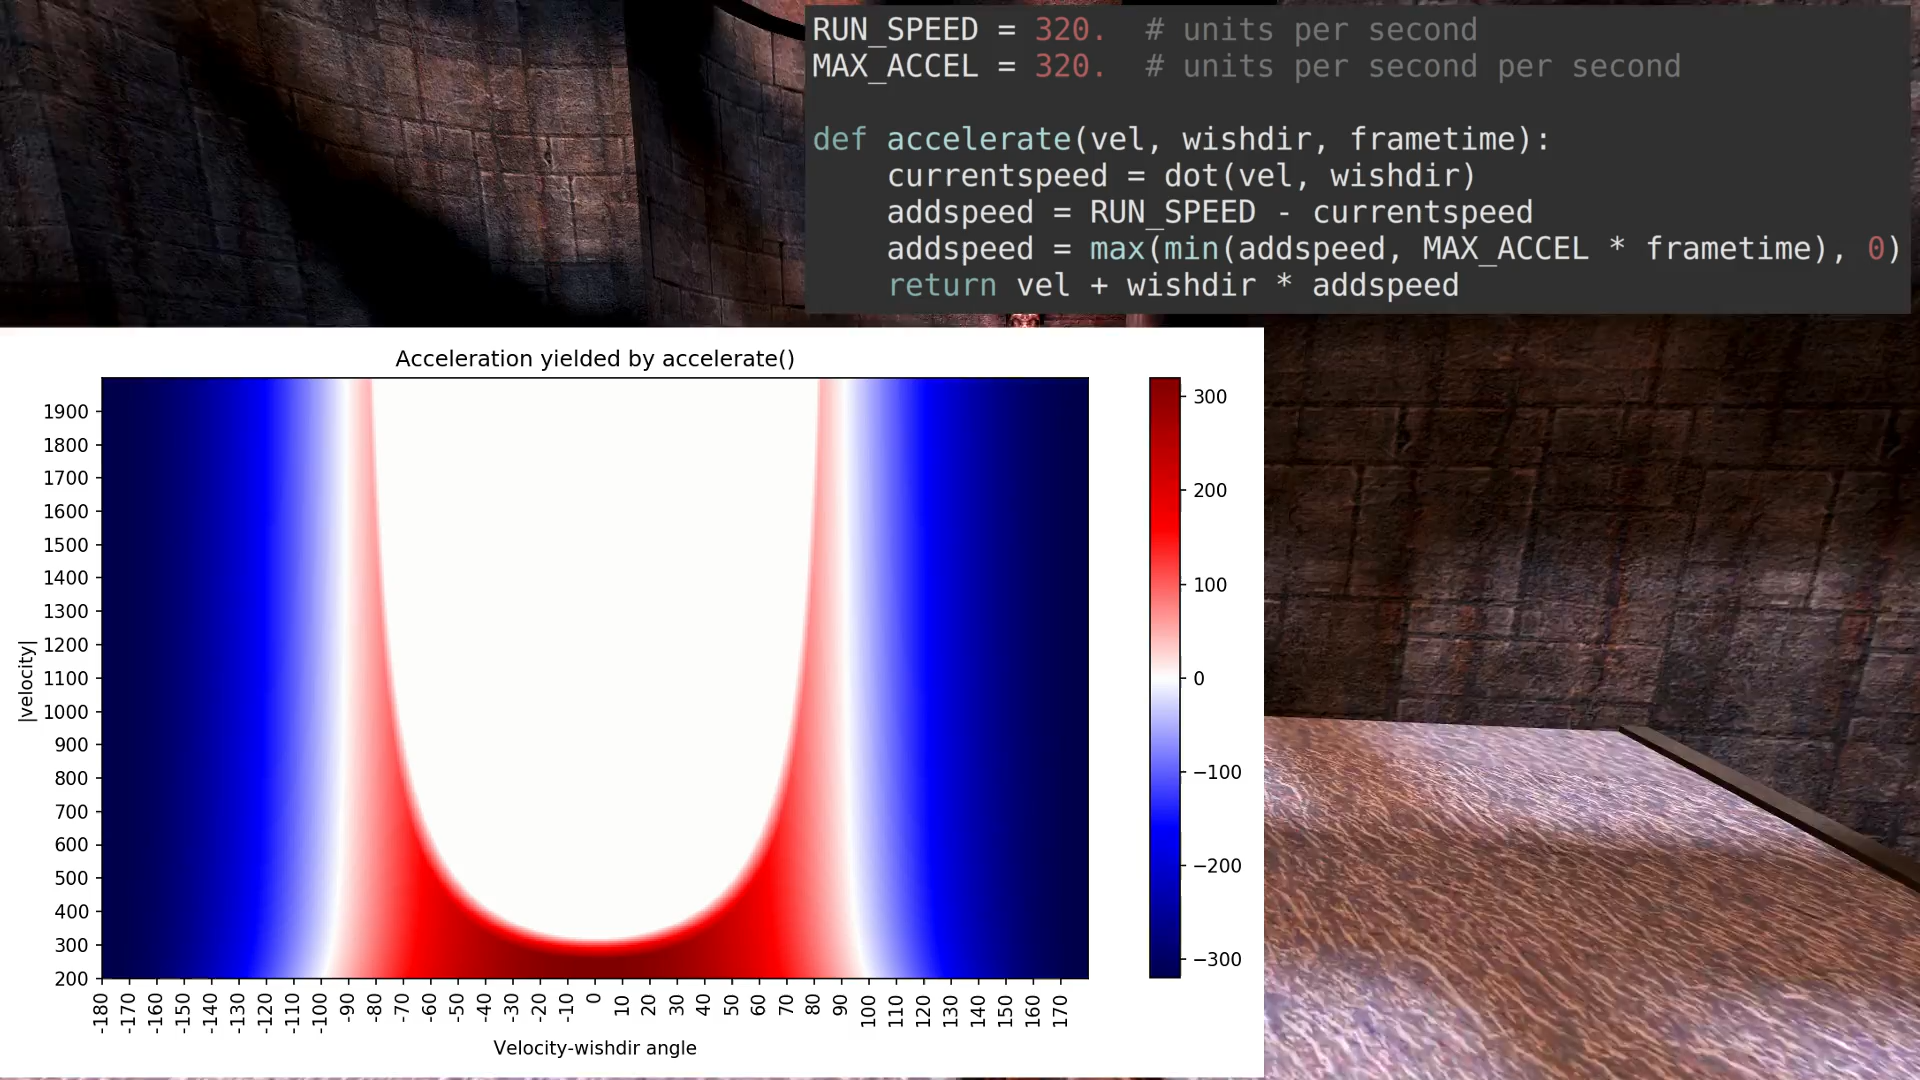 RUN_SPEED = 320.  # units per second
MAX_ACCEL = 320.  # units per second per second
def accelerate(vel, wishdir, frametime):
    currentspeed = dot(vel, wishdir)
    addspeed = RUN_SPEED - currentspeed
    addspeed = max(min(addspeed, MAX_ACCEL * frametime), 0)
    return vel + wishdir * addspeed
Acceleration yielded by accelerate()
|velocity|
1900
1800
1700
1600
1500
1400
1300
1200
1100
1000
900
800
700
600
500
400
300
200
-180 -170 -160 -150 -140 -130 -120 -110 -100 -90 -80 -70 -60 -50 -40 -30 -20 -10 0 10 20 30 40 50 60 70 80 90 100 110 120 130 140 150 160 170
Velocity-wishdir angle
300
200
100
0
−100
−200
−300